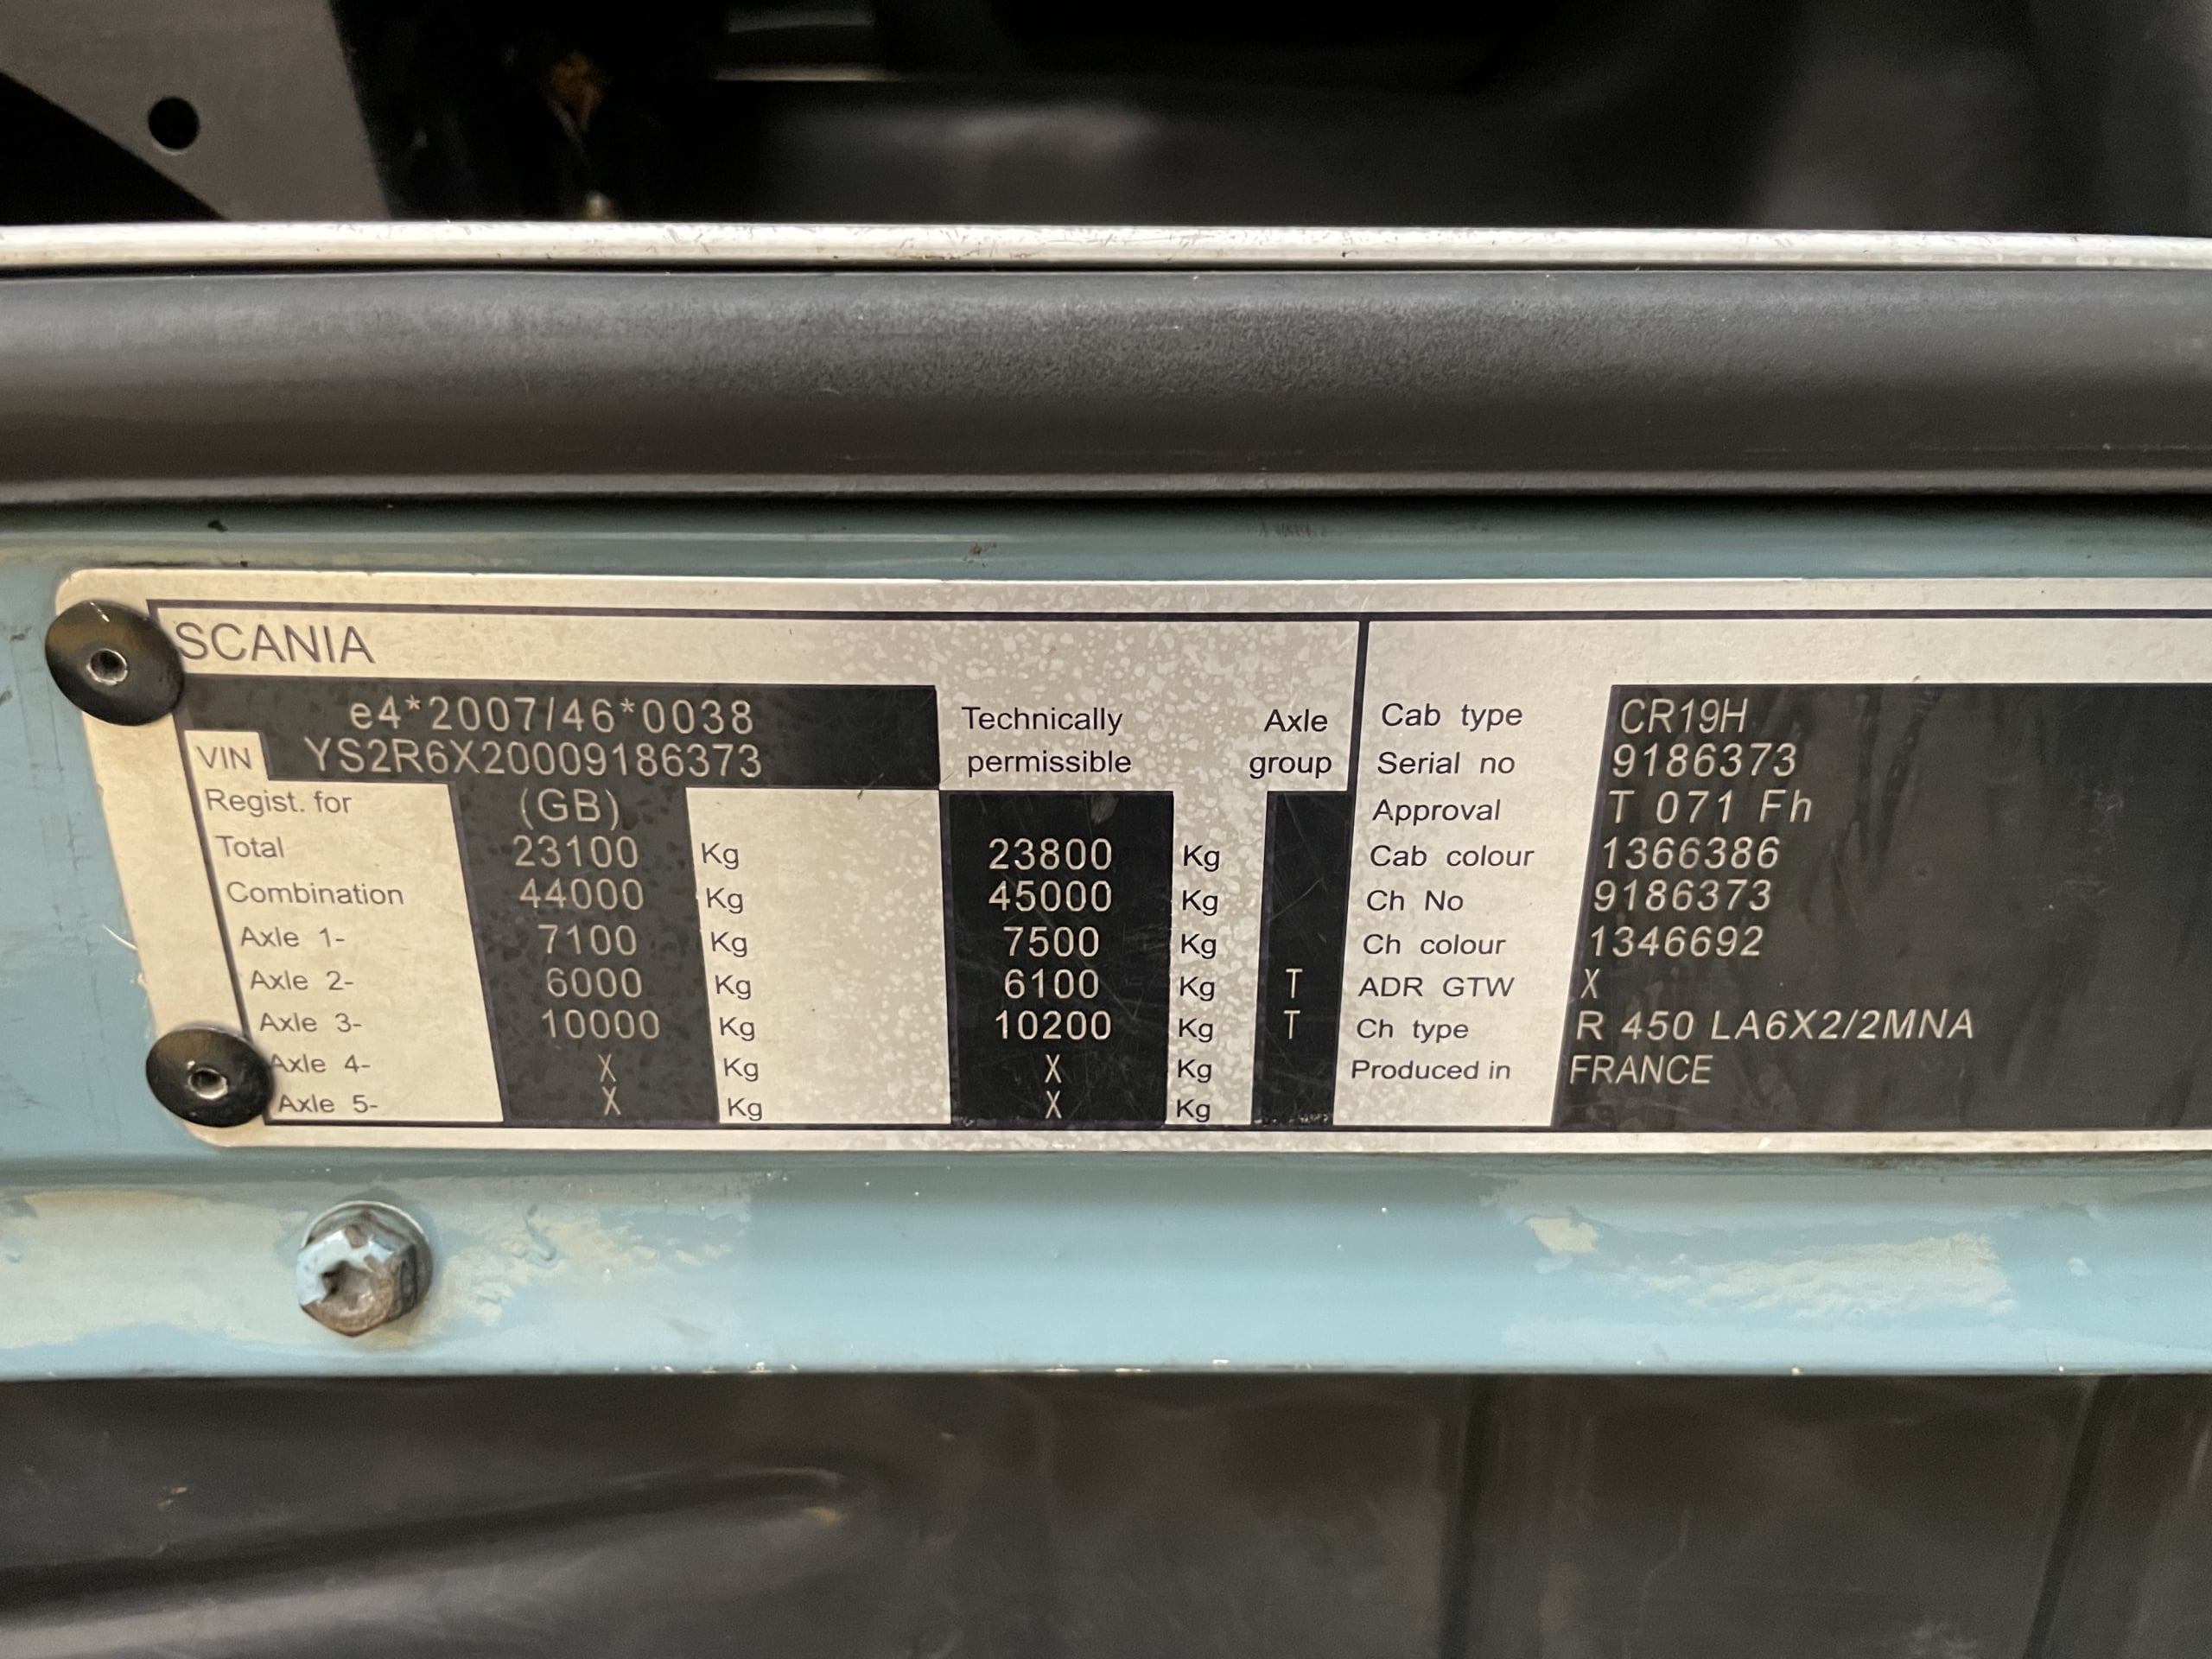 SCANIA
e4*2007/46*0038
VIN YS2R6X20009186373
Technically permissible
Axle group
Regist. for (GB)
Total 23100 Kg 23800 Kg
Combination 44000 Kg 45000 Kg
Axle 1- 7100 Kg 7500 Kg
Axle 2- 6000 Kg 6100 Kg T
Axle 3- 10000 Kg 10200 Kg T
Axle 4- X Kg X Kg
Axle 5- X Kg X Kg
Cab type CR19H
Serial no 9186373
Approval T 071 Fh
Cab colour 1366386
Ch No 9186373
Ch colour 1346692
ADR GTW X
Ch type R 450 LA6X2/2MNA
Produced in FRANCE